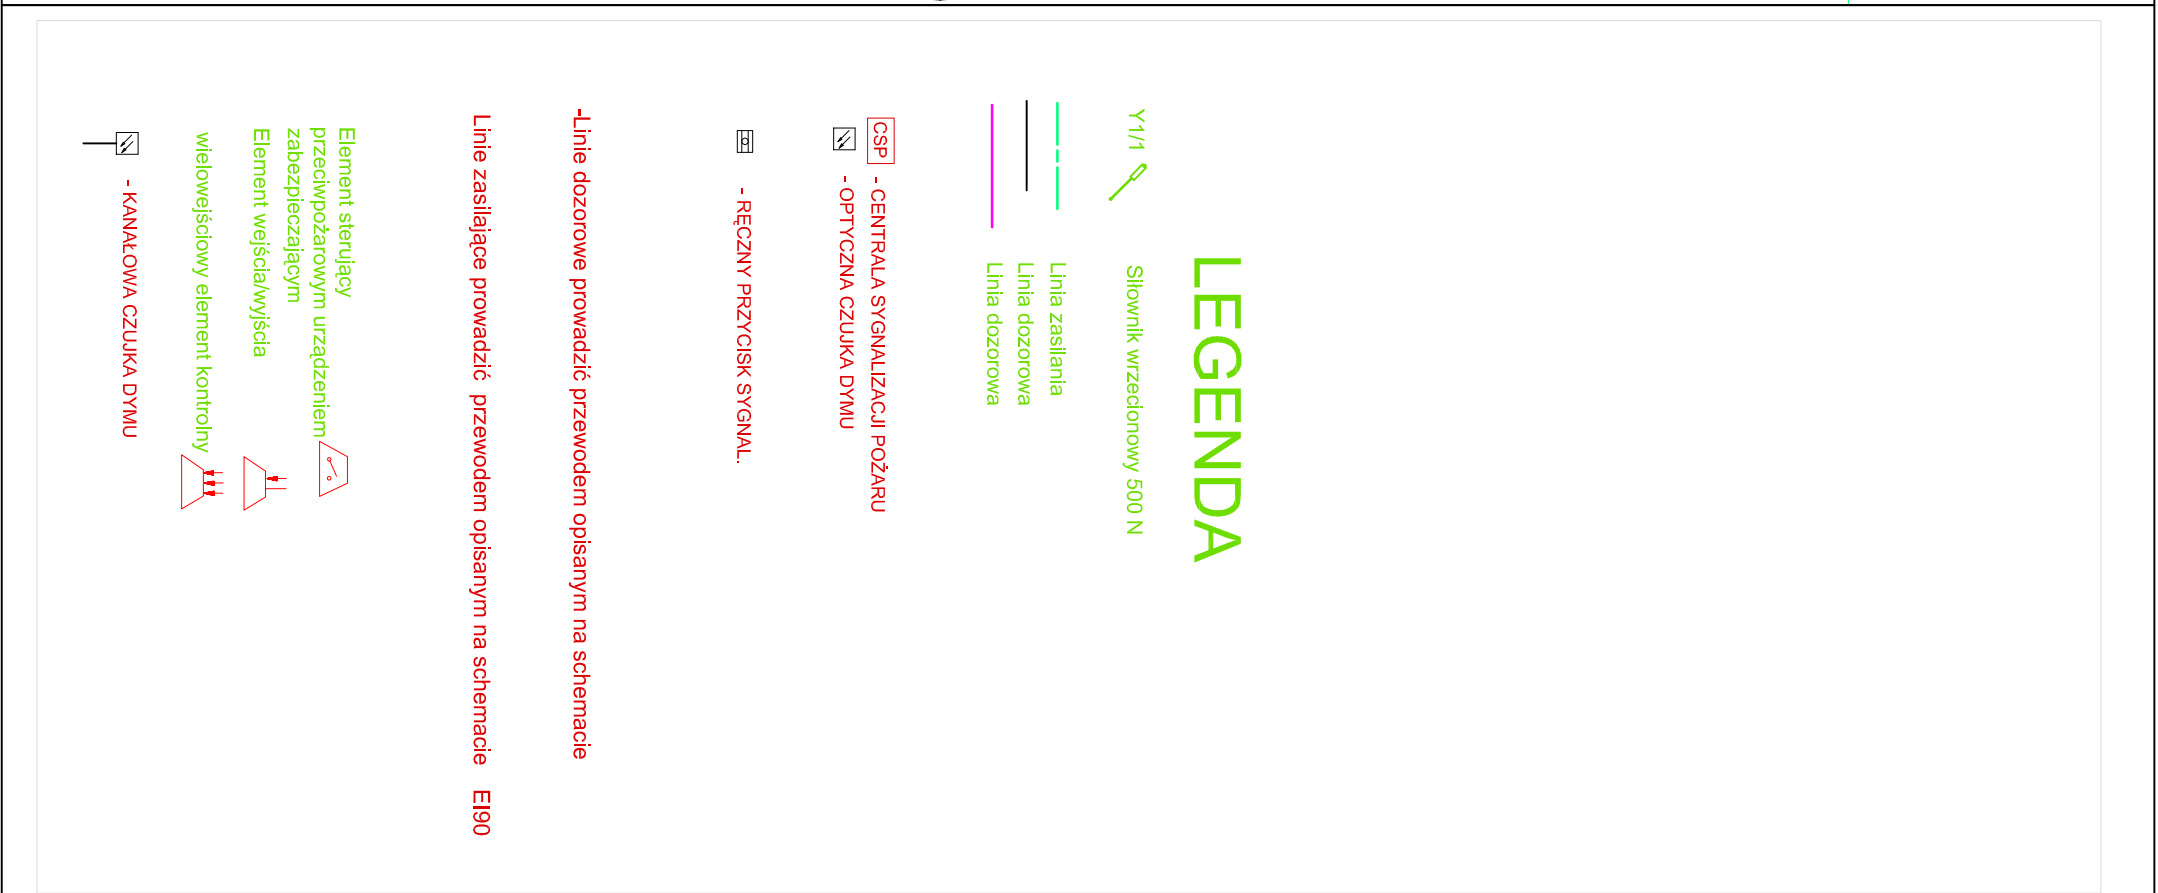 LEGENDA
Y1/1 Siłownik wrzecionowy 500 N
Linia zasilania
Linia dozorowa
Linia dozorowa
CSP - CENTRALA SYGNALIZACJI POŻARU
- OPTYCZNA CZUJKA DYMU
- RĘCZNY PRZYCISK SYGNAL.
-Linie dozorowe prowadzić przewodem opisanym na schemacie
Linie zasilające prowadzić przewodem opisanym na schemacie EI90
Element sterujący
przeciwpożarowym urządzeniem
zabezpieczającym
Element wejścia/wyjścia
wielowejściowy element kontrolny
- KANAŁOWA CZUJKA DYMU